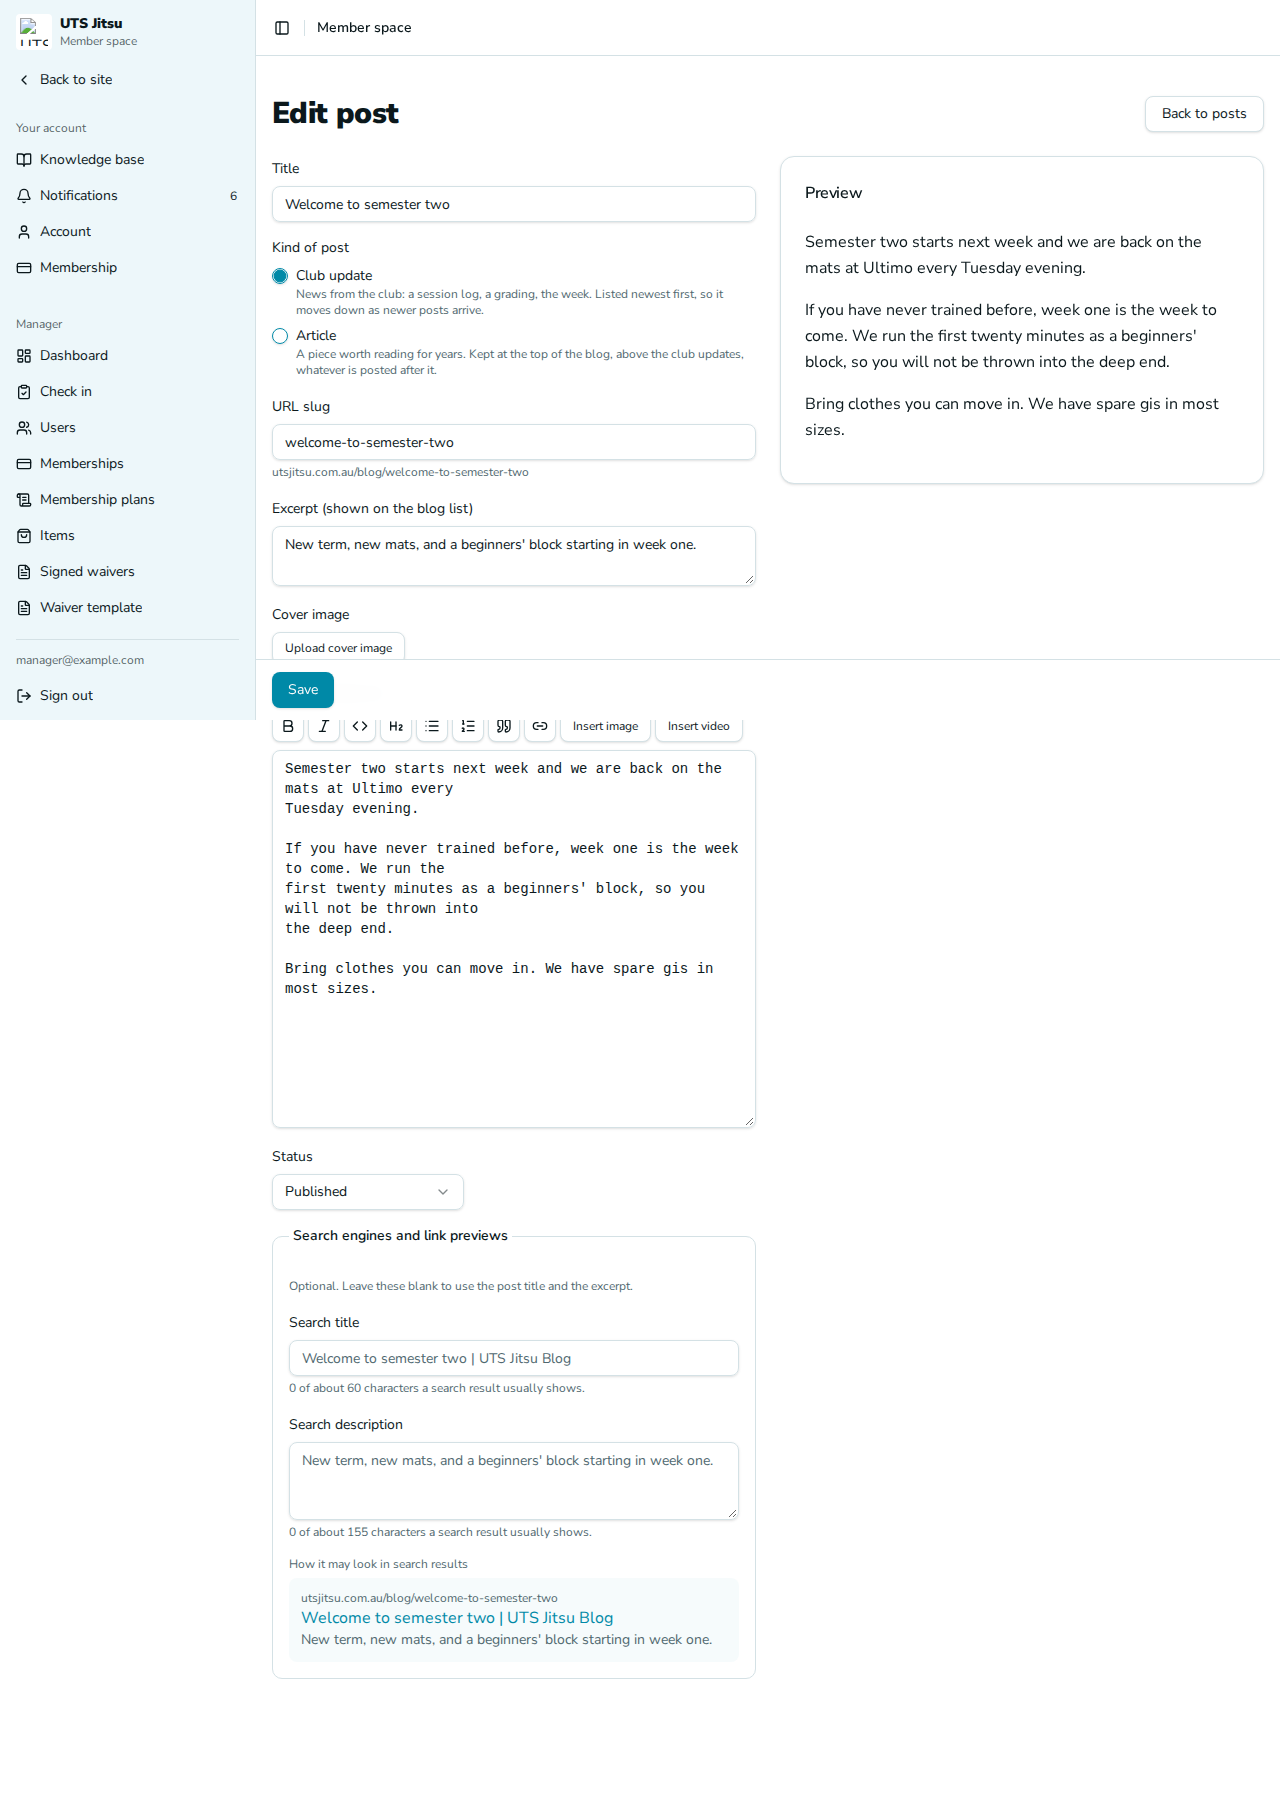 UTS Jitsu
Member space
Back to site
Your account
Knowledge base
Notifications 6
Account
Membership
Manager
Dashboard
Check in
Users
Memberships
Membership plans
Items
Signed waivers
Waiver template
manager@example.com
Sign out
Member space
Edit post
Back to posts
Title
Welcome to semester two
Kind of post
Club update
News from the club: a session log, a grading, the week. Listed newest first, so it
moves down as newer posts arrive.
Article
A piece worth reading for years. Kept at the top of the blog, above the club updates,
whatever is posted after it.
URL slug
welcome-to-semester-two
utsjitsu.com.au/blog/welcome-to-semester-two
Excerpt (shown on the blog list)
New term, new mats, and a beginners' block starting in week one.
Cover image
Upload cover image
Save
B I H2 Insert image Insert video
Semester two starts next week and we are back on the
mats at Ultimo every
Tuesday evening.
If you have never trained before, week one is the week
to come. We run the
first twenty minutes as a beginners' block, so you
will not be thrown into
the deep end.
Bring clothes you can move in. We have spare gis in
most sizes.
Status
Published
Search engines and link previews
Optional. Leave these blank to use the post title and the excerpt.
Search title
Welcome to semester two | UTS Jitsu Blog
0 of about 60 characters a search result usually shows.
Search description
New term, new mats, and a beginners' block starting in week one.
0 of about 155 characters a search result usually shows.
How it may look in search results
utsjitsu.com.au/blog/welcome-to-semester-two
Welcome to semester two | UTS Jitsu Blog
New term, new mats, and a beginners' block starting in week one.
Preview
Semester two starts next week and we are back on the
mats at Ultimo every Tuesday evening.
If you have never trained before, week one is the week to
come. We run the first twenty minutes as a beginners'
block, so you will not be thrown into the deep end.
Bring clothes you can move in. We have spare gis in most
sizes.